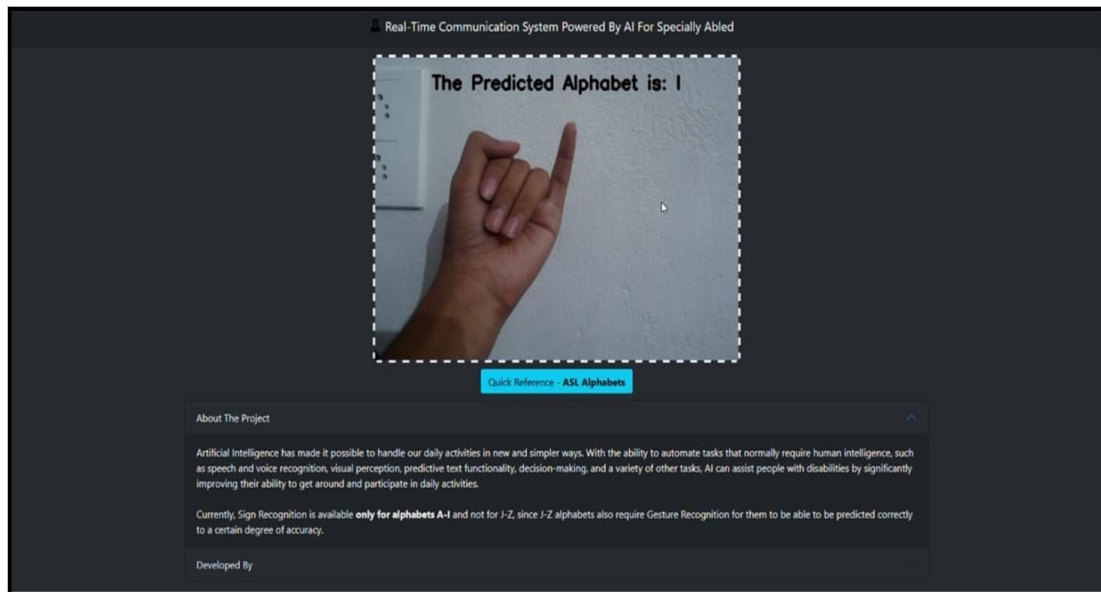 Real-Time Communication System Powered By AI For Specially Abled
The Predicted Alphabet is: I
Quick Reference - ASL Alphabets
About The Project
Artificial Intelligence has made it possible to handle our daily activities in new and simpler ways. With the ability to automate tasks that normally require human intelligence, such
as speech and voice recognition, visual perception, predictive text functionality, decision-making, and a variety of other tasks, AI can assist people with disabilities by significantly
improving their ability to get around and participate in daily activities.
Currently, Sign Recognition is available only for alphabets A-I and not for J-Z, since J-Z alphabets also require Gesture Recognition for them to be able to be predicted correctly
to a certain degree of accuracy.
Developed By